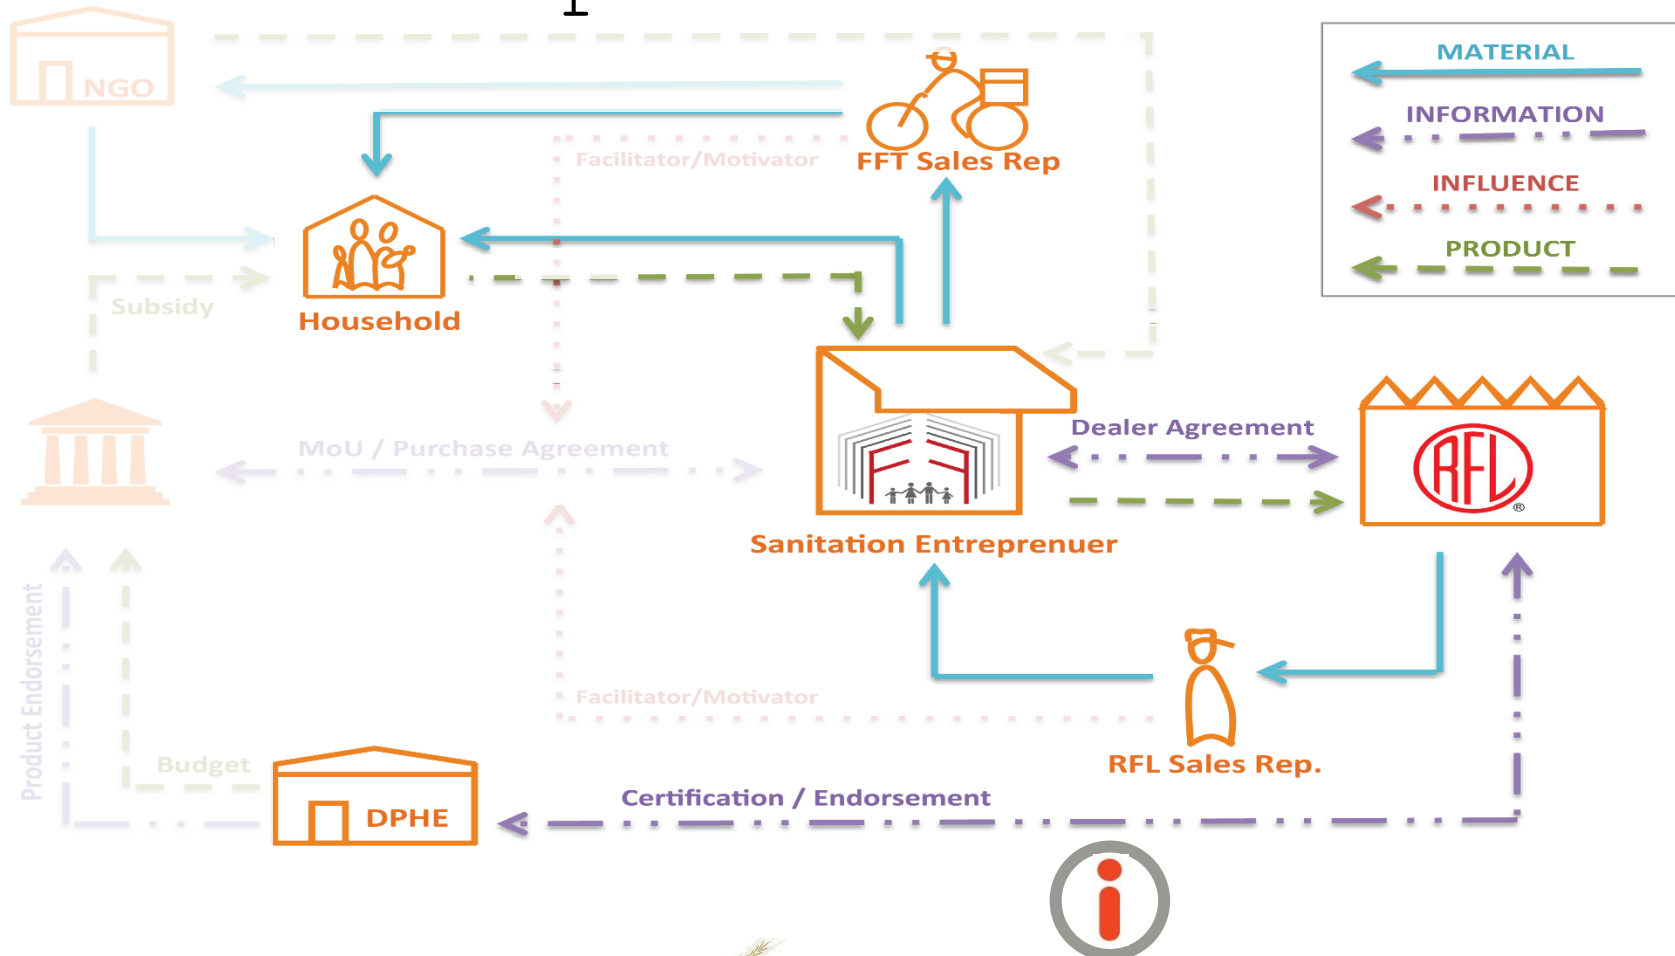 NGO
FFT Sales Rep
MATERIAL
INFORMATION
INFLUENCE
PRODUCT
Facilitator/Motivator
Household
Subsidy
MoU / Purchase Agreement
Dealer Agreement
RFL
®
Sanitation Entreprenuer
Product Endorsement
Facilitator/Motivator
Budget
RFL Sales Rep.
DPHE
Certification / Endorsement